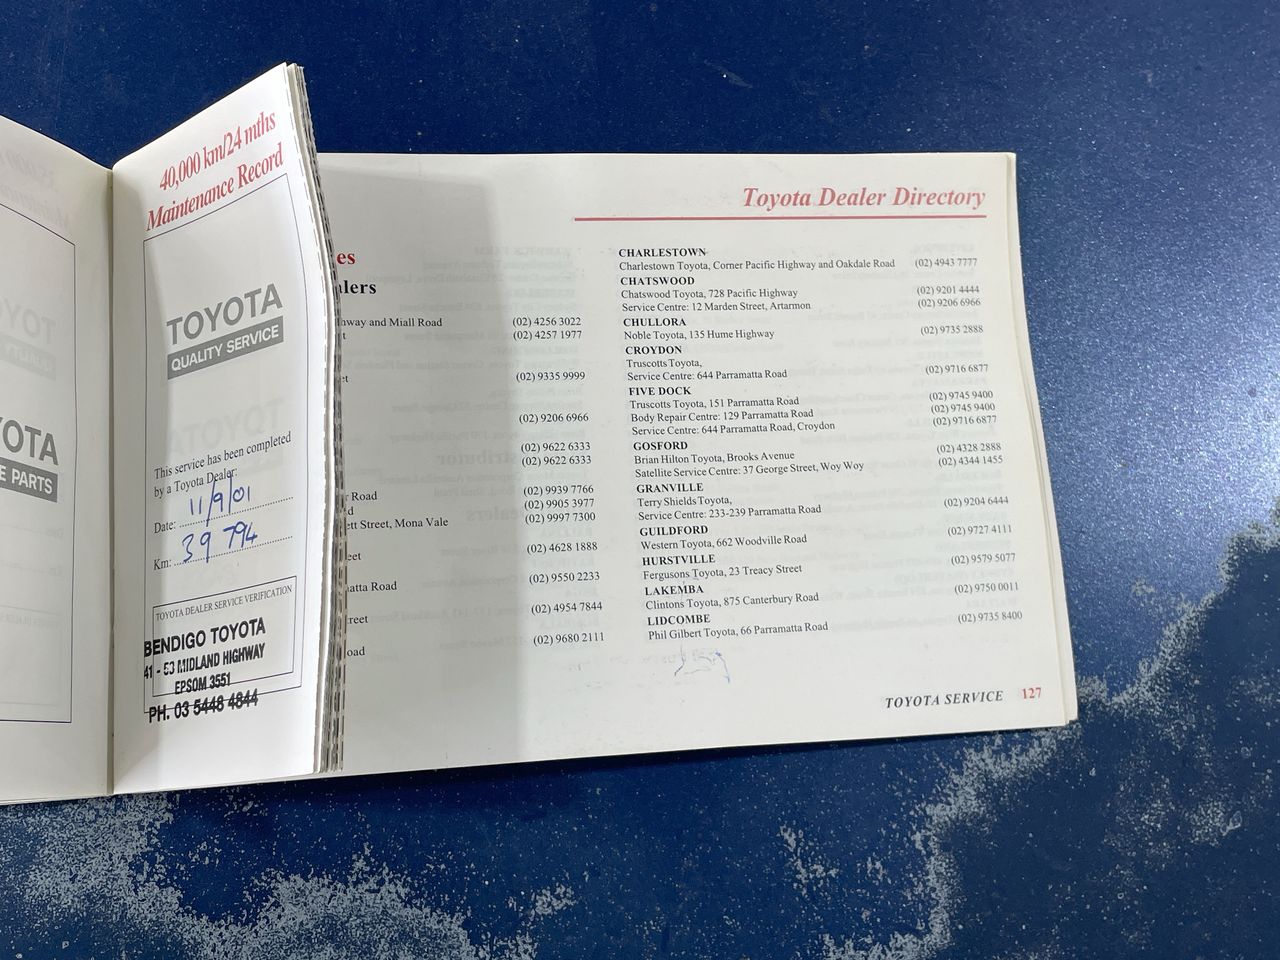 OTA
E PARTS
40,000 km/24 mths
Maintenance Record
TOYOTA
QUALITY SERVICE
This service has been completed
by a Toyota Dealer:
Date: 11/9/01
Km: 39 794
TOYOTA DEALER SERVICE VERIFICATION
BENDIGO TOYOTA
41 - 53 MIDLAND HIGHWAY
EPSOM 3551
PH. 03 5448 4844
Toyota Dealer Directory
es
alers
hway and Miall Road (02) 4256 3022
t (02) 4257 1977
et (02) 9335 9999
(02) 9206 6966
(02) 9622 6333
(02) 9622 6333
r Road (02) 9939 7766
d (02) 9905 3977
ett Street, Mona Vale (02) 9997 7300
reet (02) 4628 1888
matta Road (02) 9550 2233
treet (02) 4954 7844
oad (02) 9680 2111
CHARLESTOWN
Charlestown Toyota, Corner Pacific Highway and Oakdale Road (02) 4943 7777
CHATSWOOD
Chatswood Toyota, 728 Pacific Highway (02) 9201 4444
Service Centre: 12 Marden Street, Artarmon (02) 9206 6966
CHULLORA
Noble Toyota, 135 Hume Highway (02) 9735 2888
CROYDON
Truscotts Toyota,
Service Centre: 644 Parramatta Road (02) 9716 6877
FIVE DOCK
Truscotts Toyota, 151 Parramatta Road (02) 9745 9400
Body Repair Centre: 129 Parramatta Road (02) 9745 9400
Service Centre: 644 Parramatta Road, Croydon (02) 9716 6877
GOSFORD
Brian Hilton Toyota, Brooks Avenue (02) 4328 2888
Satellite Service Centre: 37 George Street, Woy Woy (02) 4344 1455
GRANVILLE
Terry Shields Toyota,
Service Centre: 233-239 Parramatta Road (02) 9204 6444
GUILDFORD
Western Toyota, 662 Woodville Road (02) 9727 4111
HURSTVILLE
Fergusons Toyota, 23 Treacy Street (02) 9579 5077
LAKEMBA
Clintons Toyota, 875 Canterbury Road (02) 9750 0011
LIDCOMBE
Phil Gilbert Toyota, 66 Parramatta Road (02) 9735 8400
TOYOTA SERVICE 127